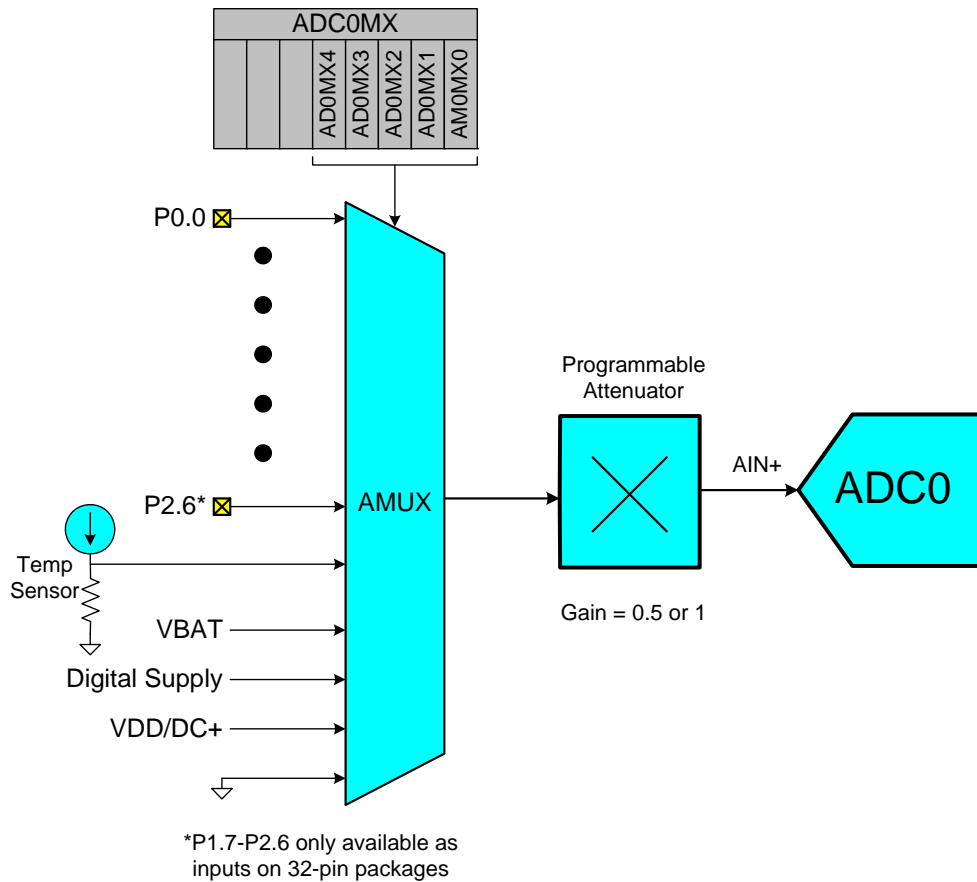 ADC0MX
AD0MX4
AD0MX3
AD0MX2
AD0MX1
AM0MX0
P0.0
P2.6*
Temp
Sensor
VBAT
Digital Supply
VDD/DC+
AMUX
Programmable
Attenuator
Gain = 0.5 or 1
AIN+
ADC0
*P1.7-P2.6 only available as
inputs on 32-pin packages